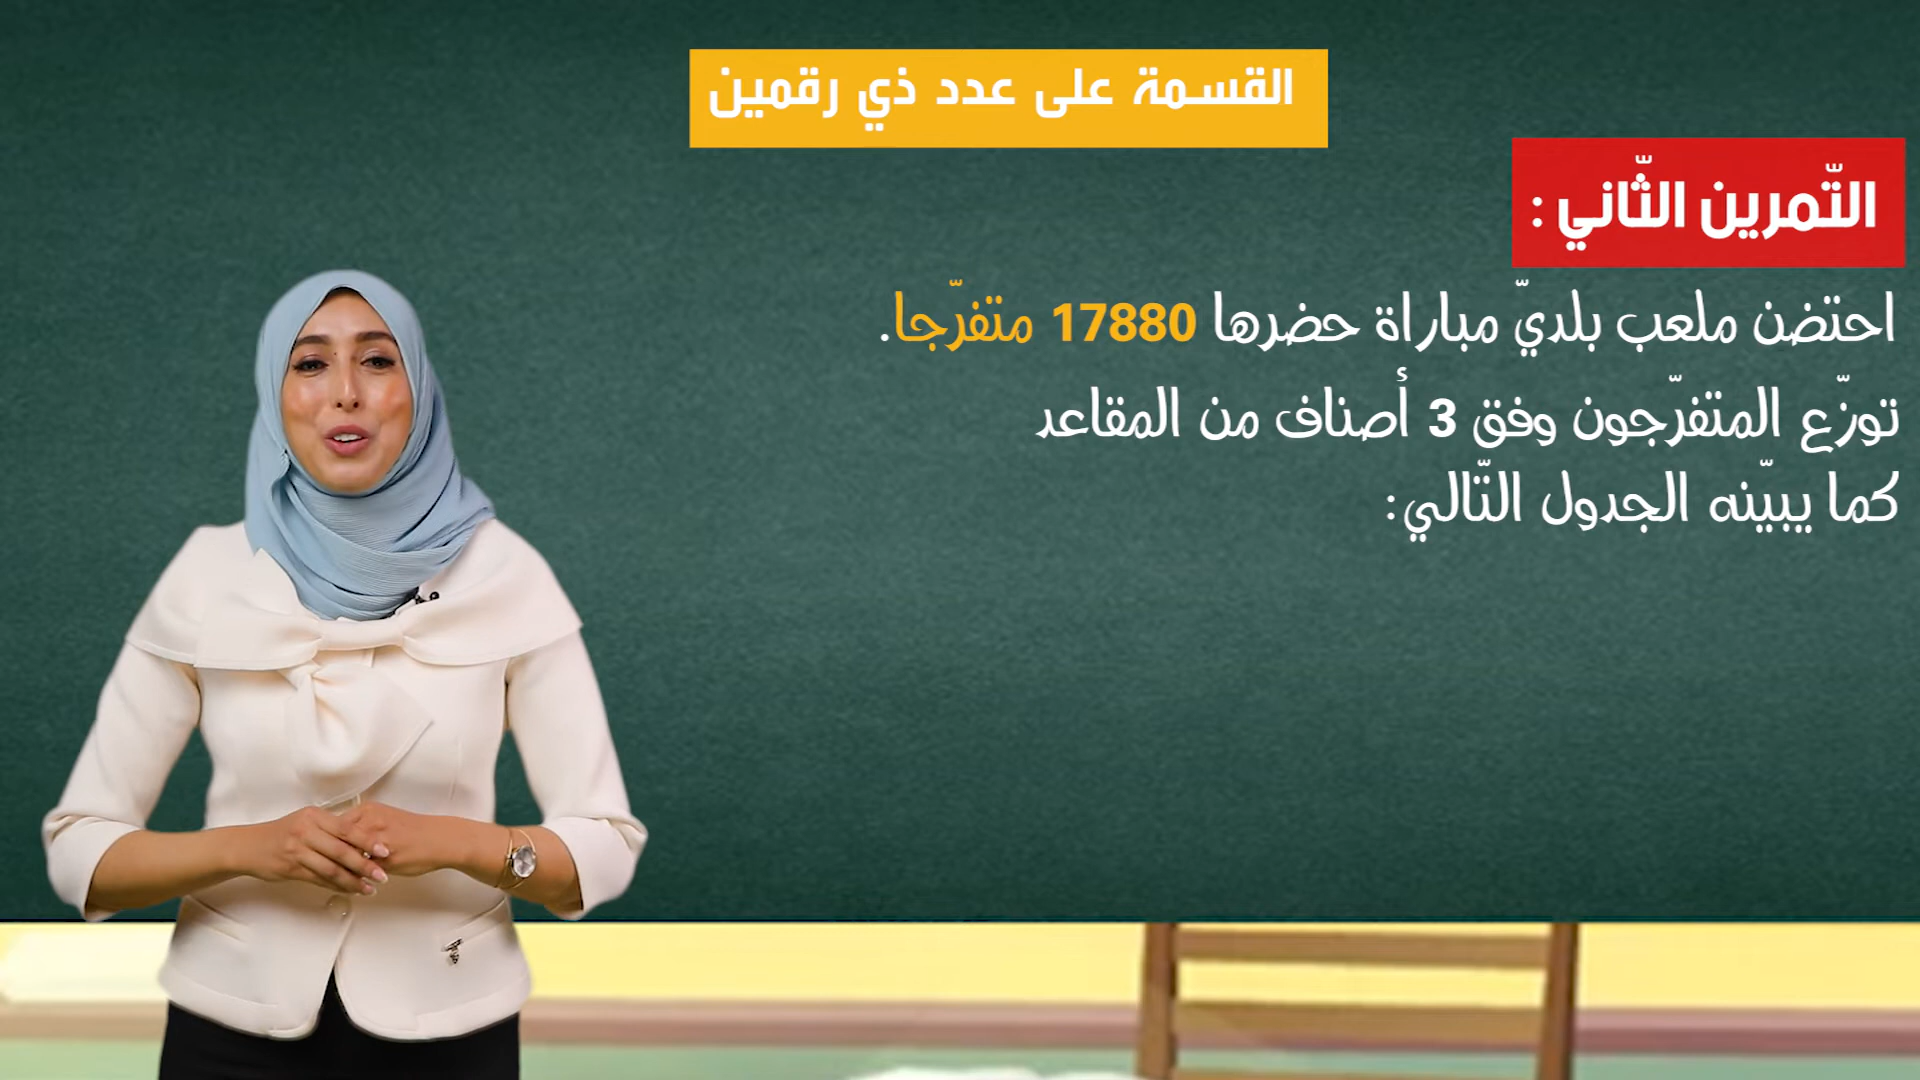 القسمة على عدد ذي رقمين
التّمرين الثّاني :
احتضن ملعب بلديّ مباراة حضرها 17880 متفرّجا.
توزّع المتفرّجون وفق 3 أصناف من المقاعد
كما يبيّنه الجدول التّالي: